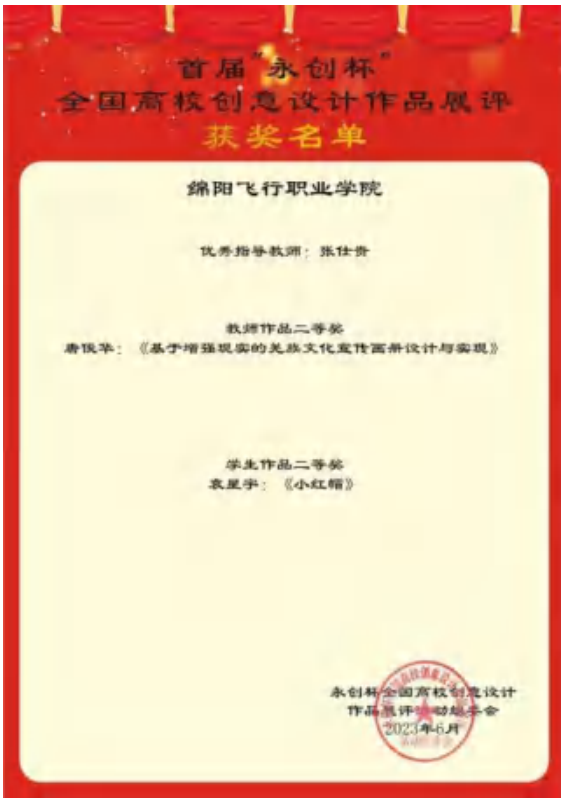 首届"永创杯"
全国高校创意设计作品展评
获奖名单
绵阳飞行职业学院
优秀指导教师：张仕贵
教师作品二等奖
唐俊华：《基于增强现实的羌族文化宣传画册设计与实现》
学生作品二等奖
袁星宇：《小红帽》
永创杯全国高校创意设计
作品展评活动组委会
2023年6月